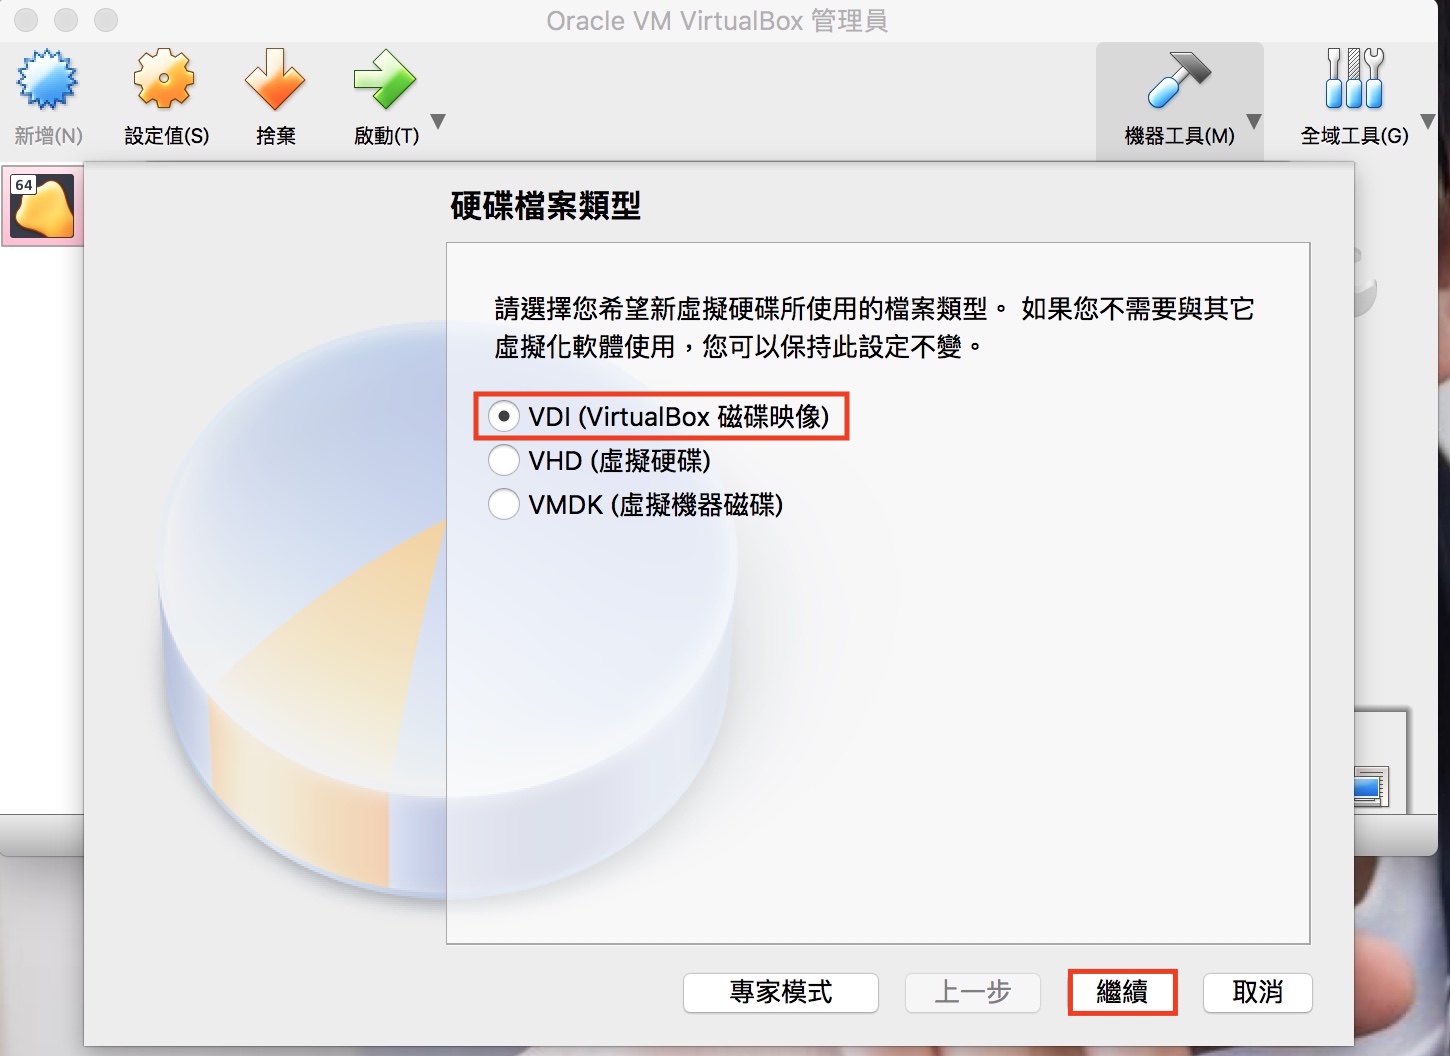 Oracle VM VirtualBox 管理員
新增(N)
設定值(S)
捨棄
啟動(T)
機器工具(M)
全域工具(G)
64
硬碟檔案類型
請選擇您希望新虛擬硬碟所使用的檔案類型。 如果您不需要與其它
虛擬化軟體使用，您可以保持此設定不變。
VDI (VirtualBox 磁碟映像)
VHD (虛擬硬碟)
VMDK (虛擬機器磁碟)
專家模式
上一步
繼續
取消